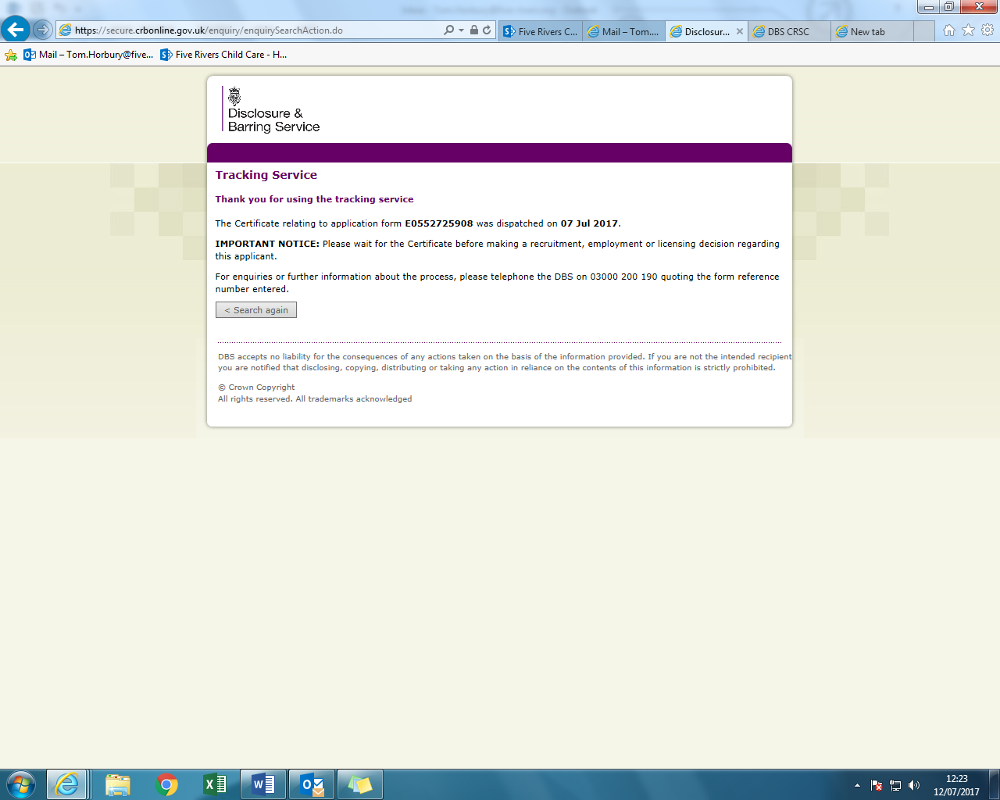 https://secure.crbonline.gov.uk/enquiry/enquirySearchAction.do
Five Rivers C...
Mail – Tom....
Disclosur...
DBS CRSC
New tab
Mail – Tom.Horbury@five...
Five Rivers Child Care - H...
Disclosure &
Barring Service
Tracking Service
Thank you for using the tracking service
The Certificate relating to application form E0552725908 was dispatched on 07 Jul 2017.
IMPORTANT NOTICE: Please wait for the Certificate before making a recruitment, employment or licensing decision regarding
this applicant.
For enquiries or further information about the process, please telephone the DBS on 03000 200 190 quoting the form reference
number entered.
< Search again
DBS accepts no liability for the consequences of any actions taken on the basis of the information provided. If you are not the intended recipient
you are notified that disclosing, copying, distributing or taking any action in reliance on the contents of this information is strictly prohibited.
© Crown Copyright
All rights reserved. All trademarks acknowledged
12:23
12/07/2017